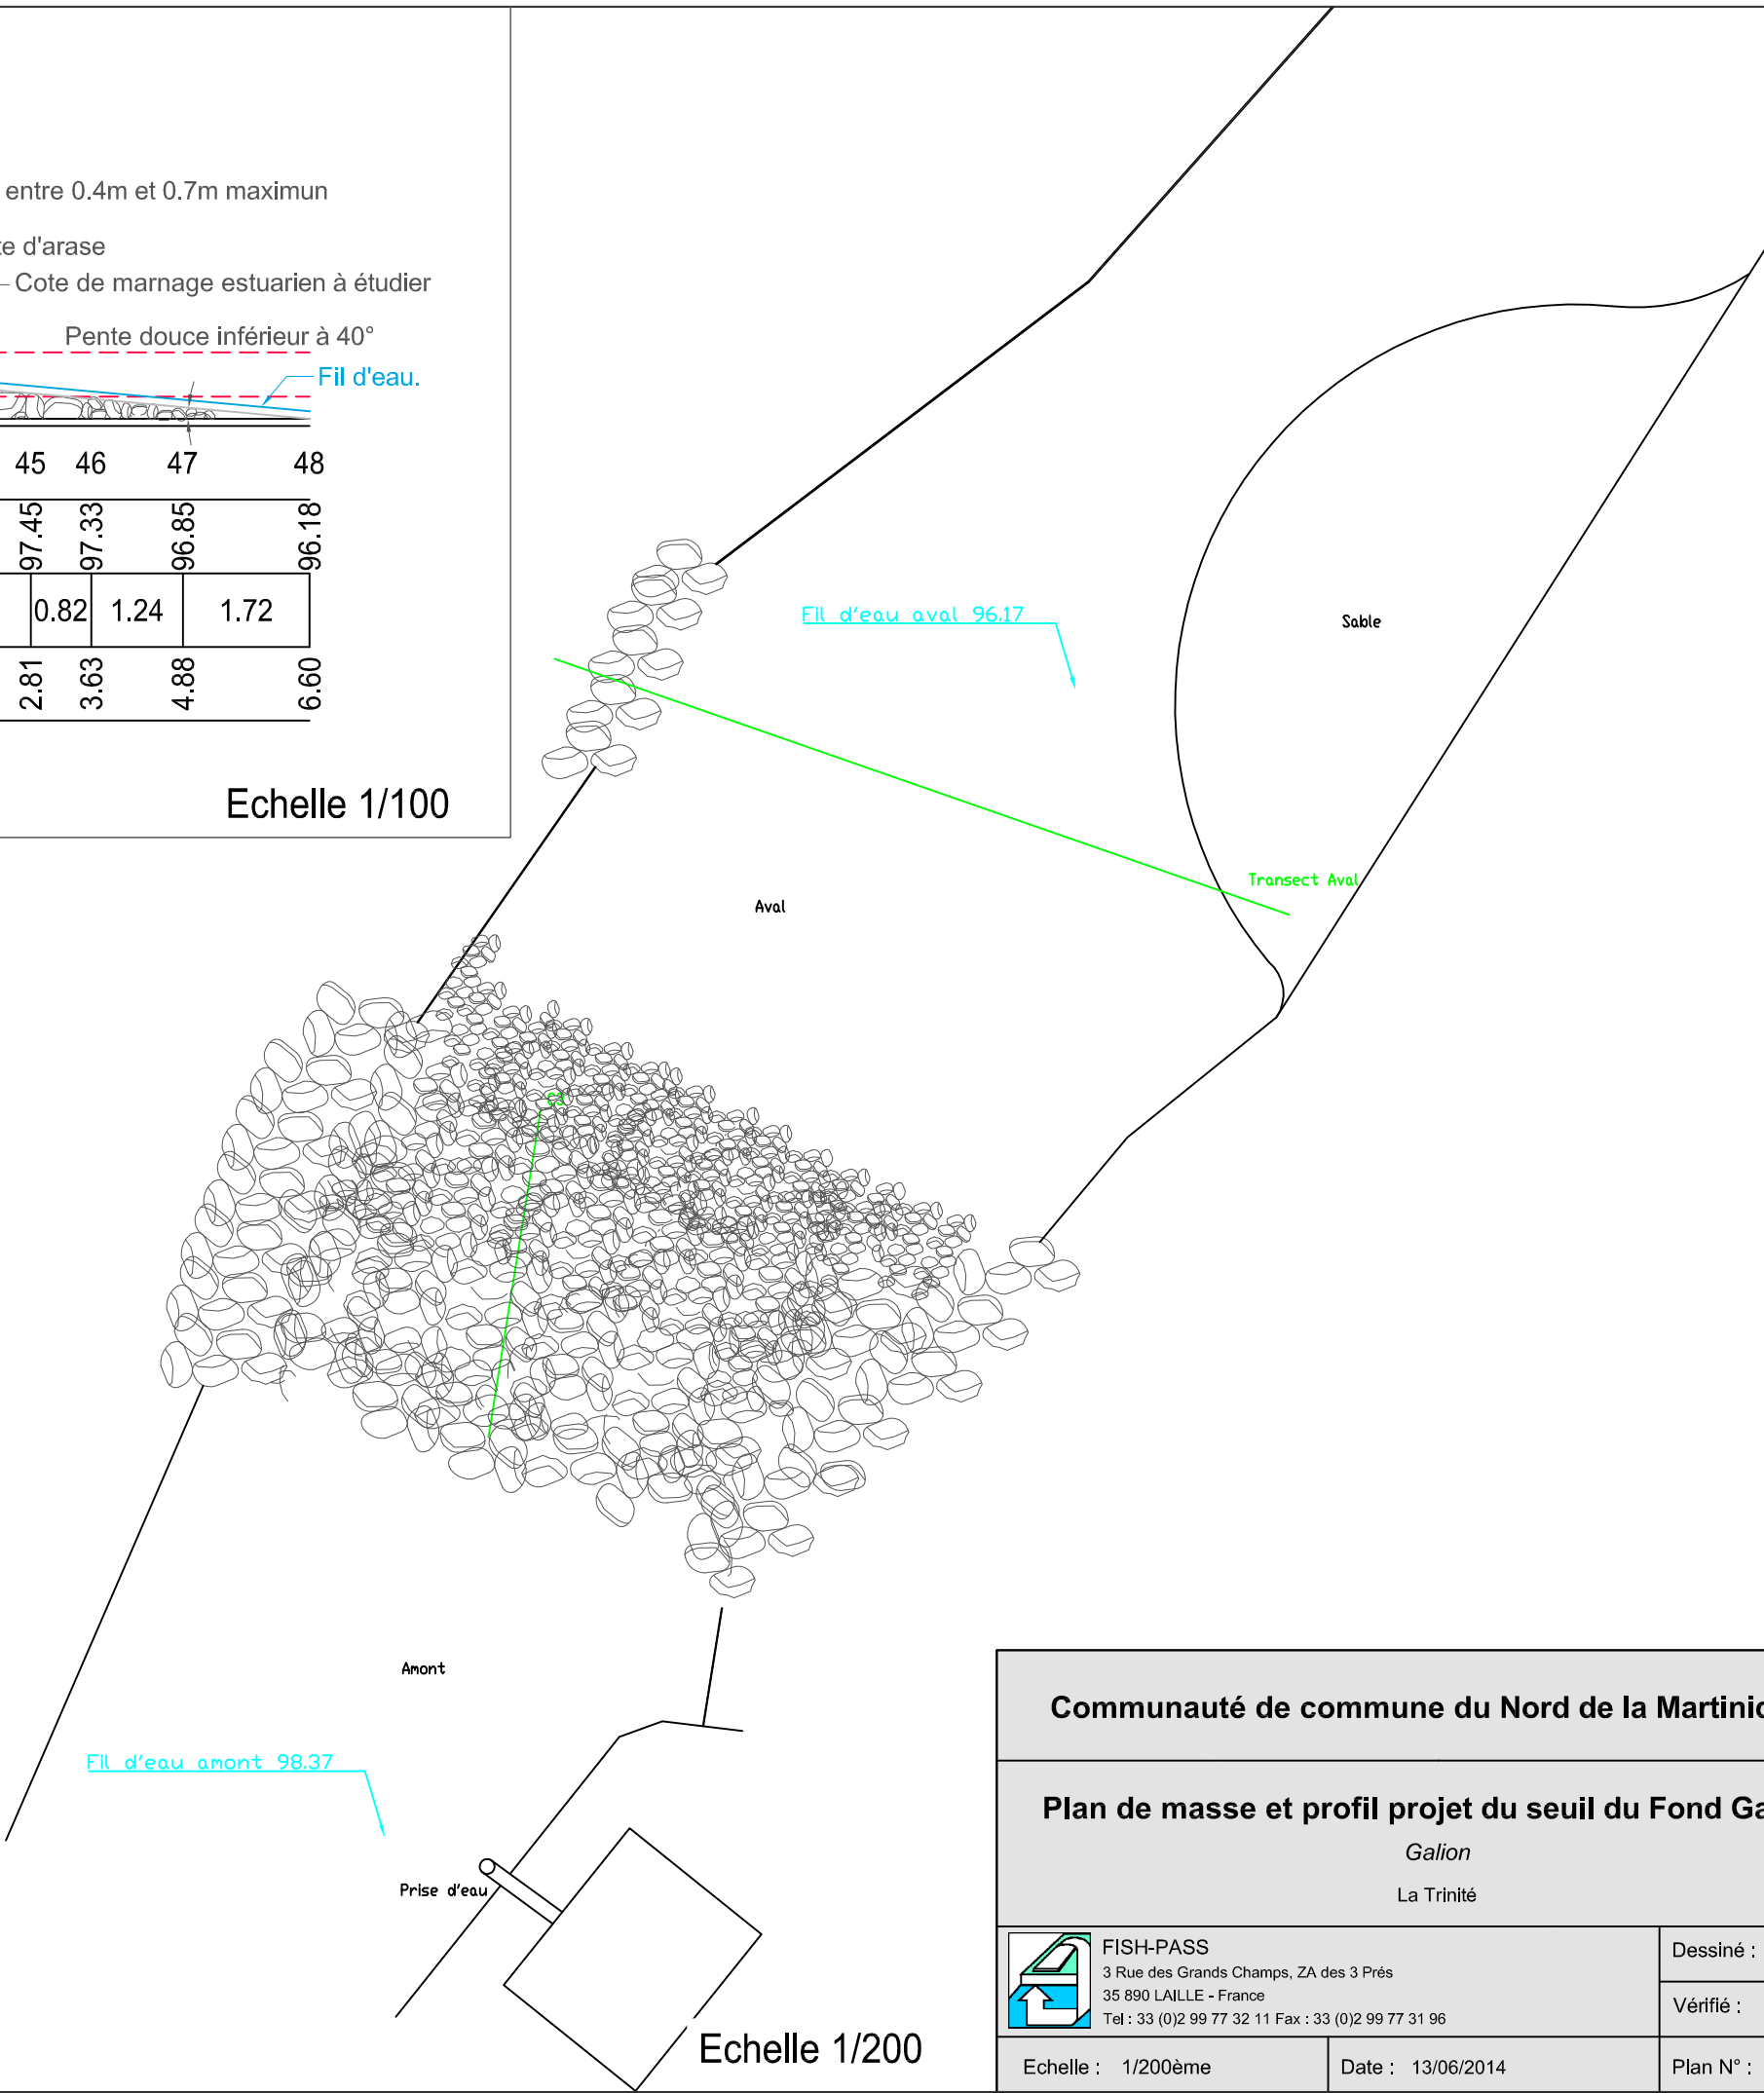 entre 0.4m et 0.7m maximun
te d'arase
Cote de marnage estuarien à étudier
Pente douce inférieur à 40°
Fil d'eau.
45 46 47 48
97.45 97.33 96.85 96.18
0.82 1.24 1.72
2.81 3.63 4.88 6.60
Echelle 1/100
Fil d'eau aval 96.17
Sable
Transect Aval
Aval
C3
Amont
Fil d'eau amont 98.37
Prise d'eau
Echelle 1/200
Communauté de commune du Nord de la Martinic
Plan de masse et profil projet du seuil du Fond Ga
Galion
La Trinité
FISH-PASS
3 Rue des Grands Champs, ZA des 3 Prés
35 890 LAILLE - France
Tel : 33 (0)2 99 77 32 11 Fax : 33 (0)2 99 77 31 96
Dessiné :
Vérifié :
Echelle : 1/200ème
Date : 13/06/2014
Plan N° :